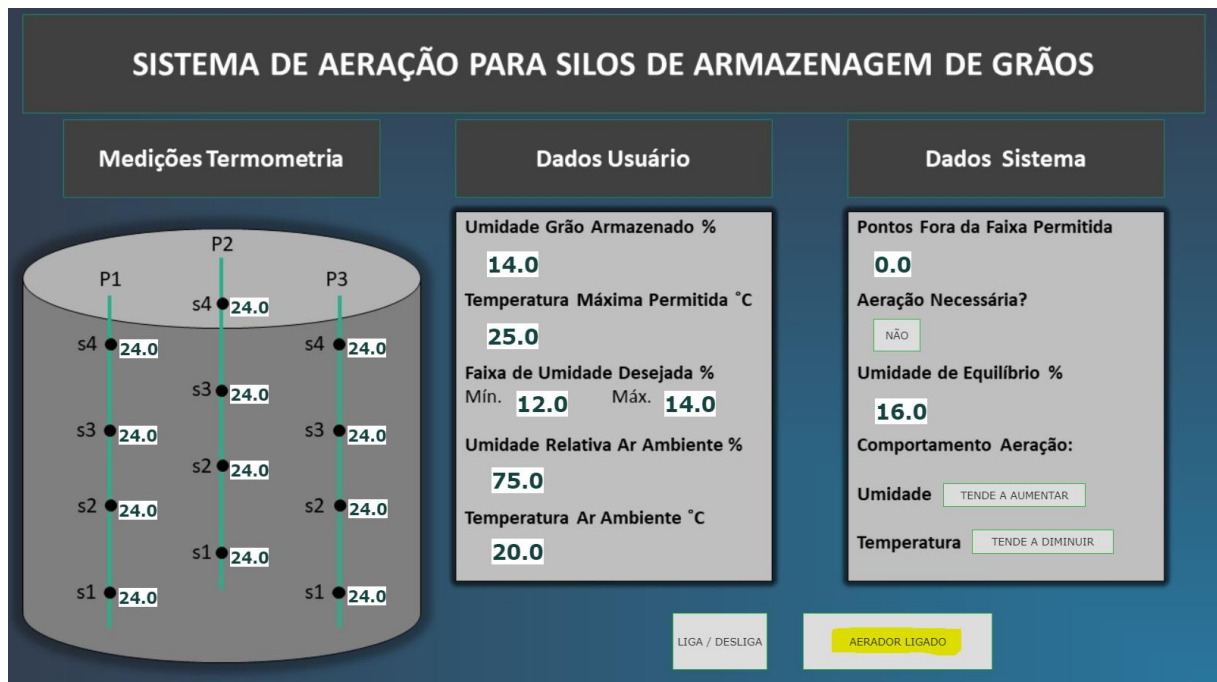 SISTEMA DE AERAÇÃO PARA SILOS DE ARMAZENAGEM DE GRÃOS
Medições Termometria
P2
P1
P3
s4 24.0
s4 24.0
s4 24.0
s3 24.0
s3 24.0
s3 24.0
s2 24.0
s2 24.0
s2 24.0
s1 24.0
s1 24.0
s1 24.0
Dados Usuário
Umidade Grão Armazenado %
14.0
Temperatura Máxima Permitida ˚C
25.0
Faixa de Umidade Desejada %
Mín. 12.0 Máx. 14.0
Umidade Relativa Ar Ambiente %
75.0
Temperatura Ar Ambiente ˚C
20.0
Dados Sistema
Pontos Fora da Faixa Permitida
0.0
Aeração Necessária?
NÃO
Umidade de Equilíbrio %
16.0
Comportamento Aeração:
Umidade TENDE A AUMENTAR
Temperatura TENDE A DIMINUIR
LIGA / DESLIGA
AERADOR LIGADO